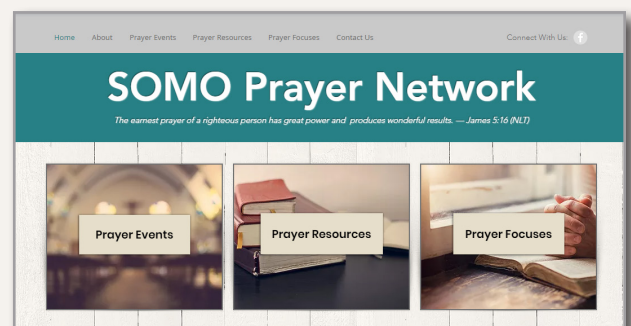 Home About Prayer Events Prayer Resources Prayer Focuses Contact Us Connect With Us: f
SOMO Prayer Network
The earnest prayer of a righteous person has great power and produces wonderful results. — James 5:16 (NLT)
Prayer Events Prayer Resources Prayer Focuses